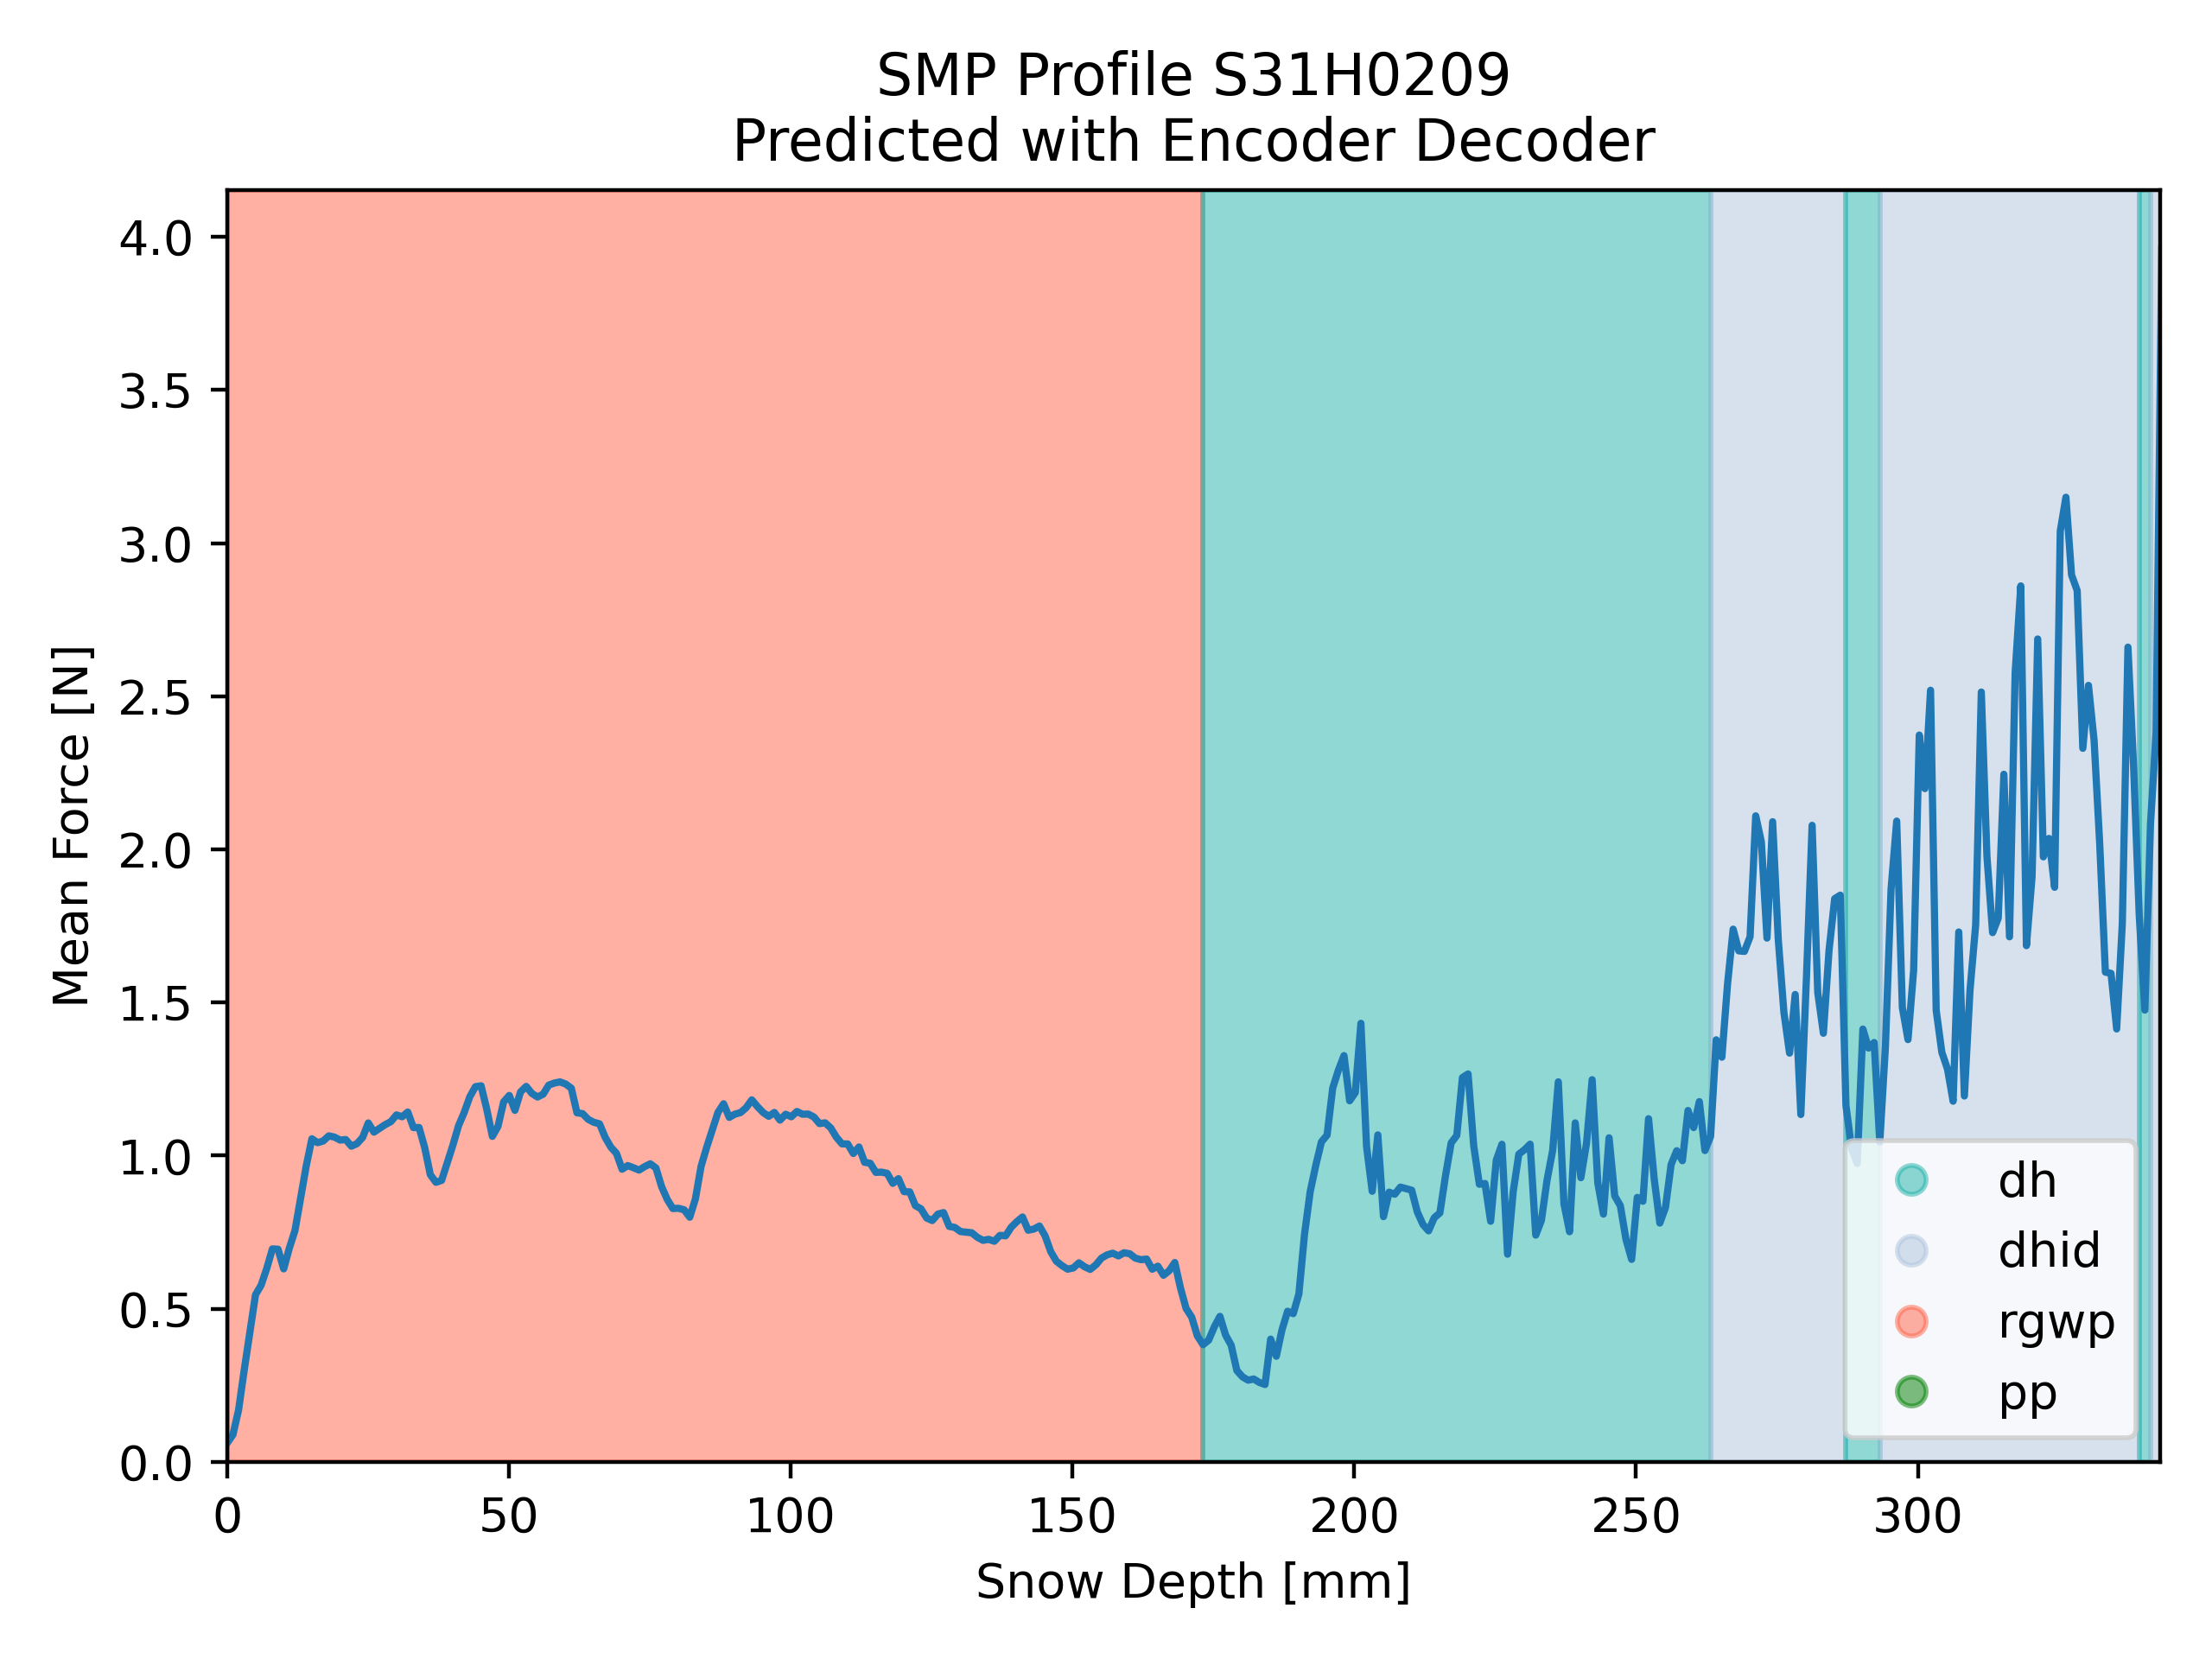 SMP Profile S31H0209
Predicted with Encoder Decoder
Mean Force [N]
4.0
3.5
3.0
2.5
2.0
1.5
1.0
0.5
0.0
dh
dhid
rgwp
pp
0 50 100 150 200 250 300
Snow Depth [mm]